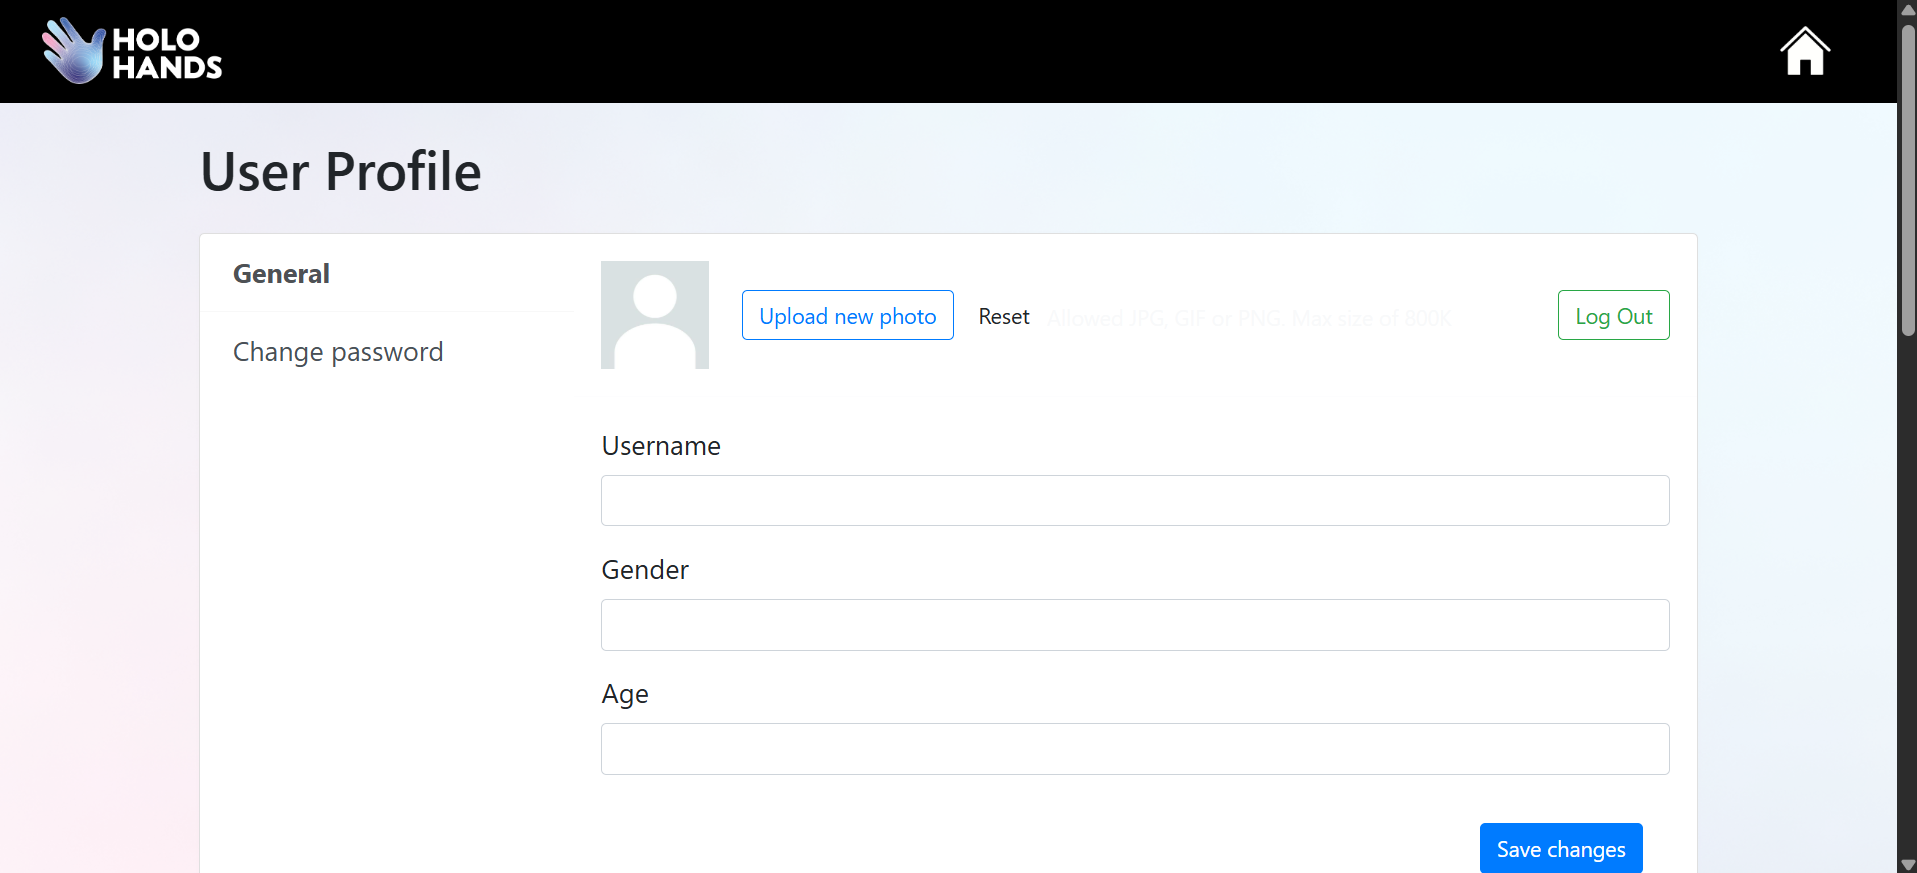 HOLO
HANDS
User Profile
General
Change password
Upload new photo
Reset
Allowed JPG, GIF or PNG. Max size of 800K
Log Out
Username
Gender
Age
Save changes